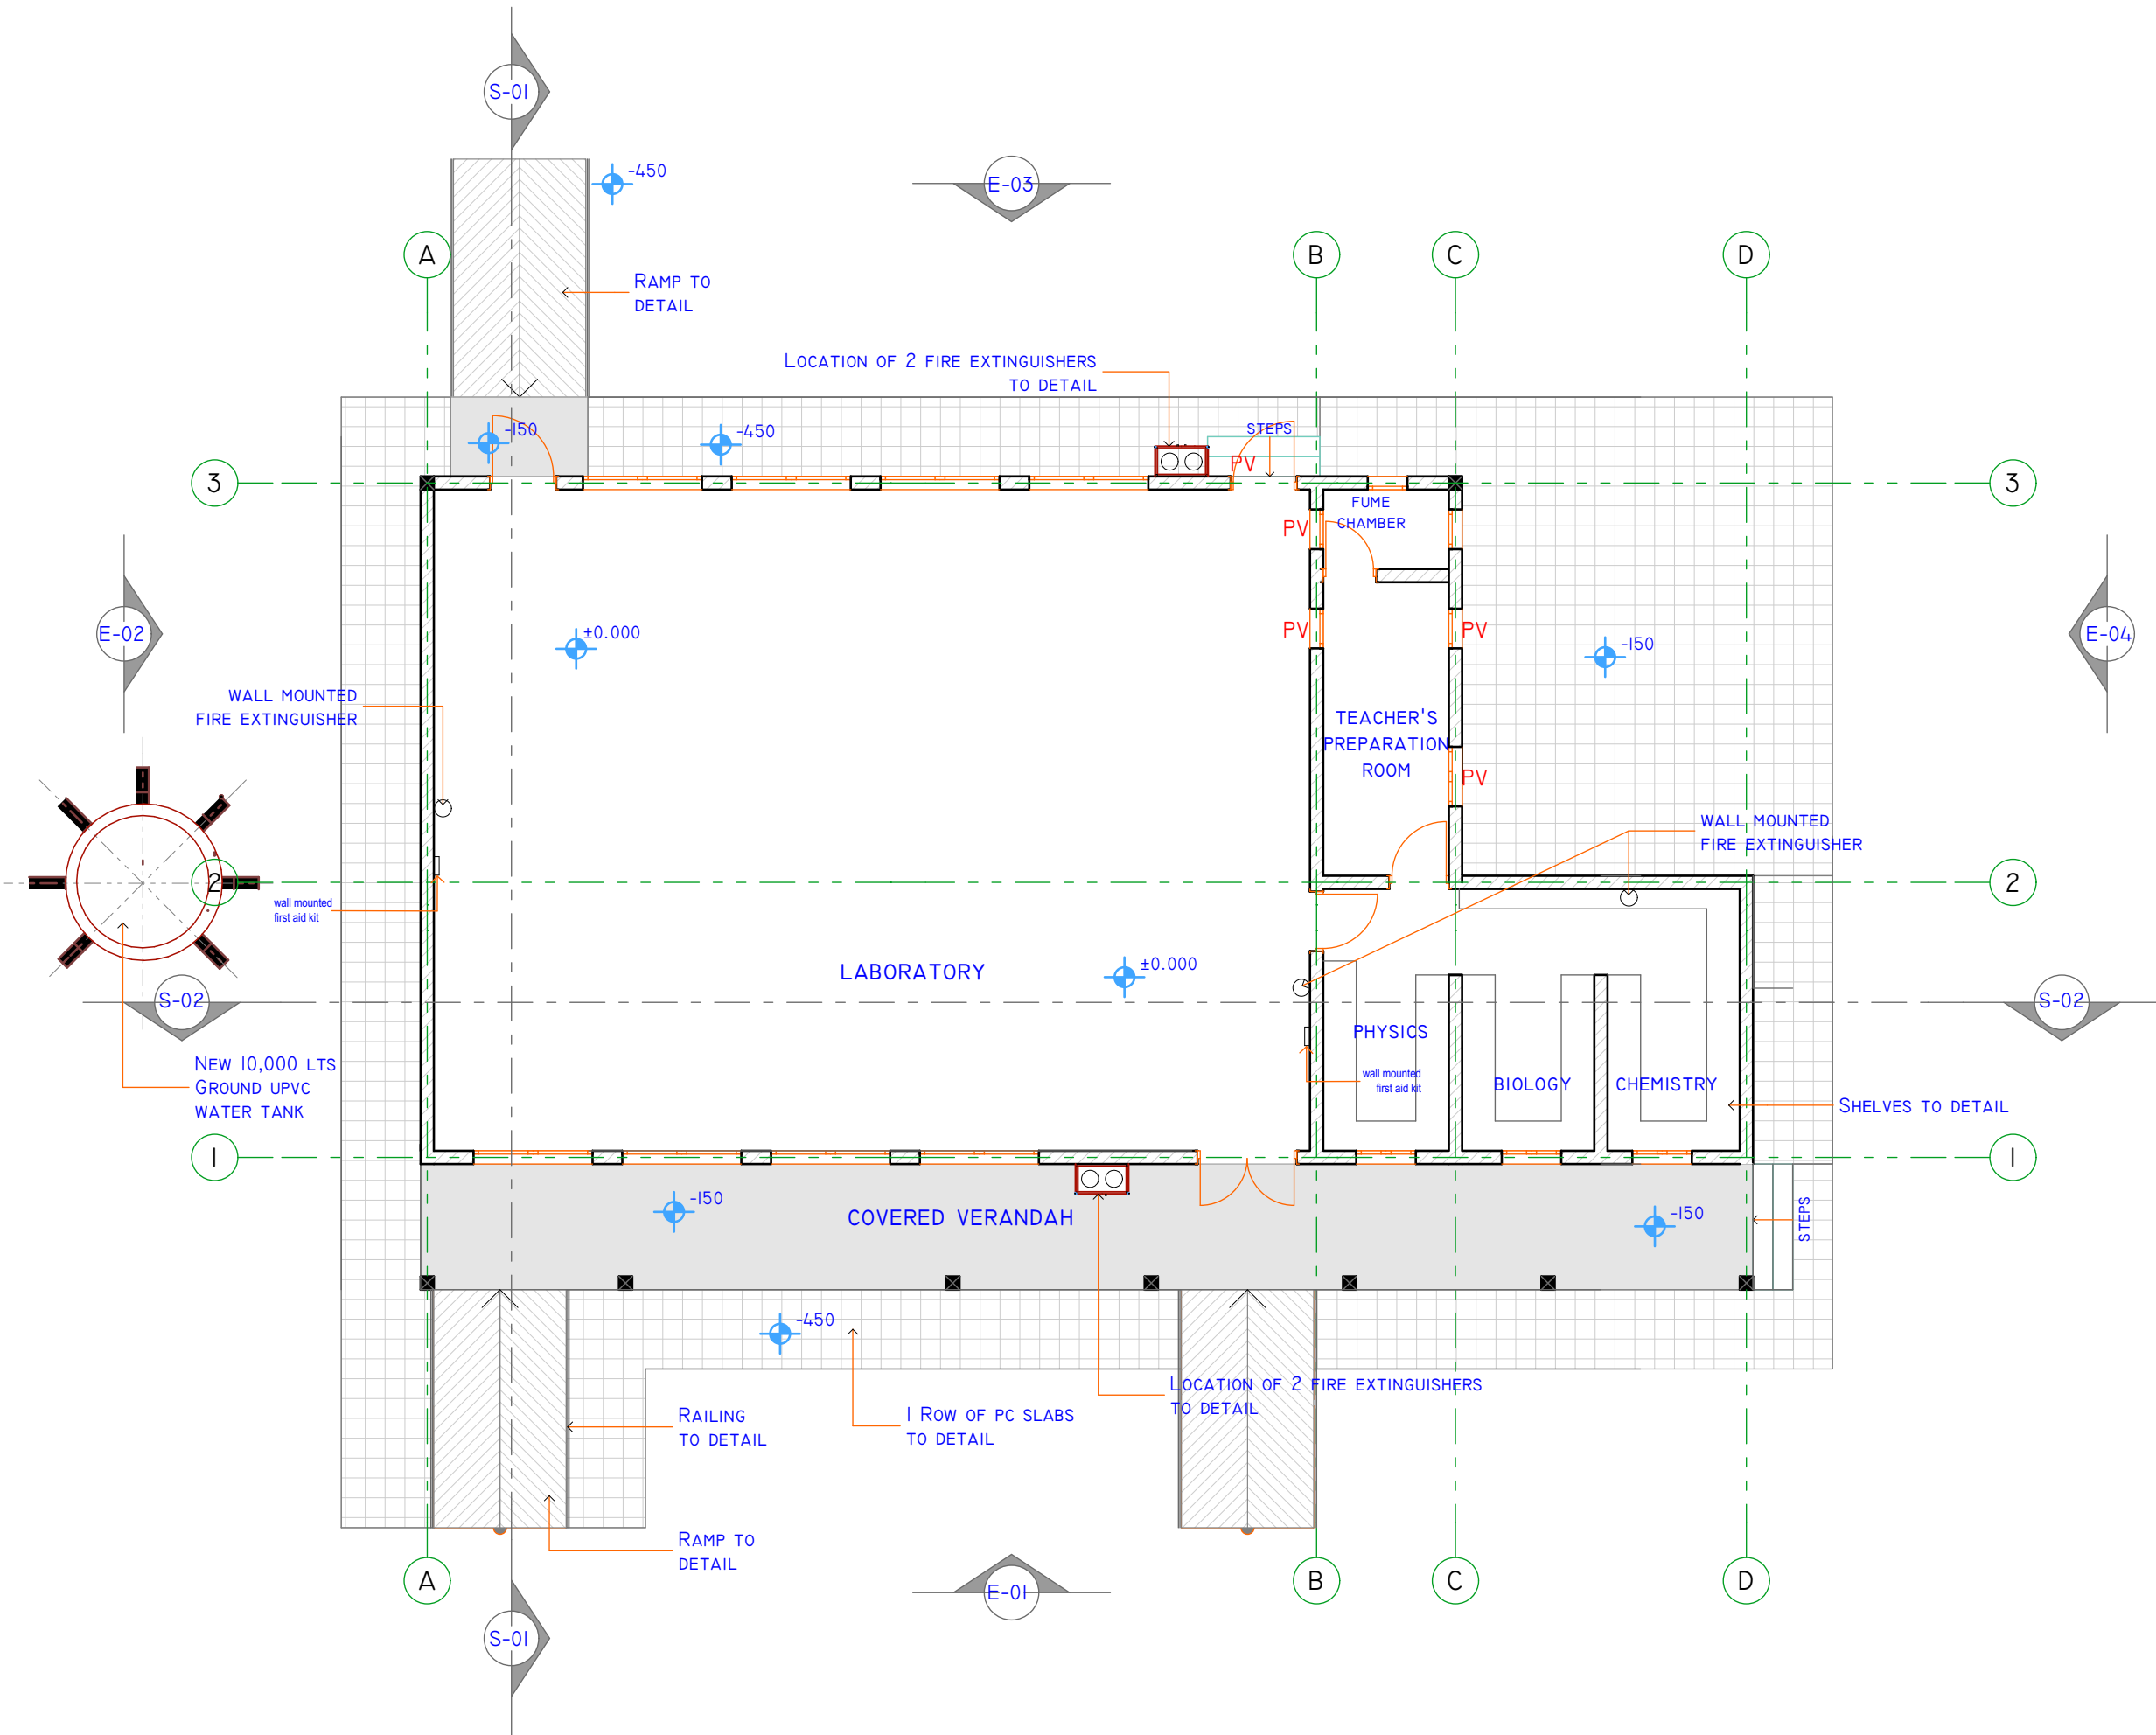 S-01
-450
E-03
A
B
C
D
RAMP TO
DETAIL
LOCATION OF 2 FIRE EXTINGUISHERS
TO DETAIL
-150
-450
STEPS
PV
3
3
FUME
CHAMBER
PV
E-02
±0.000
PV
PV
-150
E-04
WALL MOUNTED
FIRE EXTINGUISHER
TEACHER'S
PREPARATION
ROOM
PV
WALL MOUNTED
FIRE EXTINGUISHER
2
2
wall mounted
first aid kit
LABORATORY
±0.000
S-02
S-02
PHYSICS
NEW 10,000 LTS
GROUND UPVC
WATER TANK
wall mounted
first aid kit
BIOLOGY
CHEMISTRY
SHELVES TO DETAIL
1
1
-150
COVERED VERANDAH
-150
STEPS
-450
LOCATION OF 2 FIRE EXTINGUISHERS
TO DETAIL
RAILING
TO DETAIL
1 ROW OF PC SLABS
TO DETAIL
RAMP TO
DETAIL
A
E-01
B
C
D
S-01